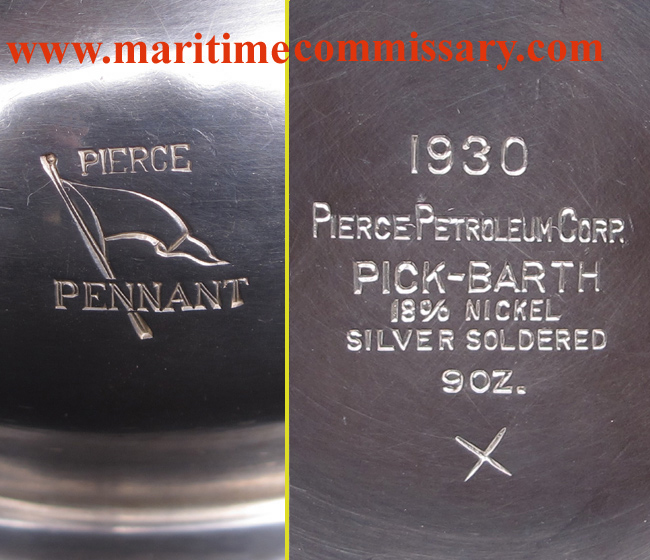 www.maritimecommissary.com
PIERCE
PENNANT
1930
PIERCE PETROLEUM CORP.
PICK-BARTH
18% NICKEL
SILVER SOLDERED
9OZ.
X